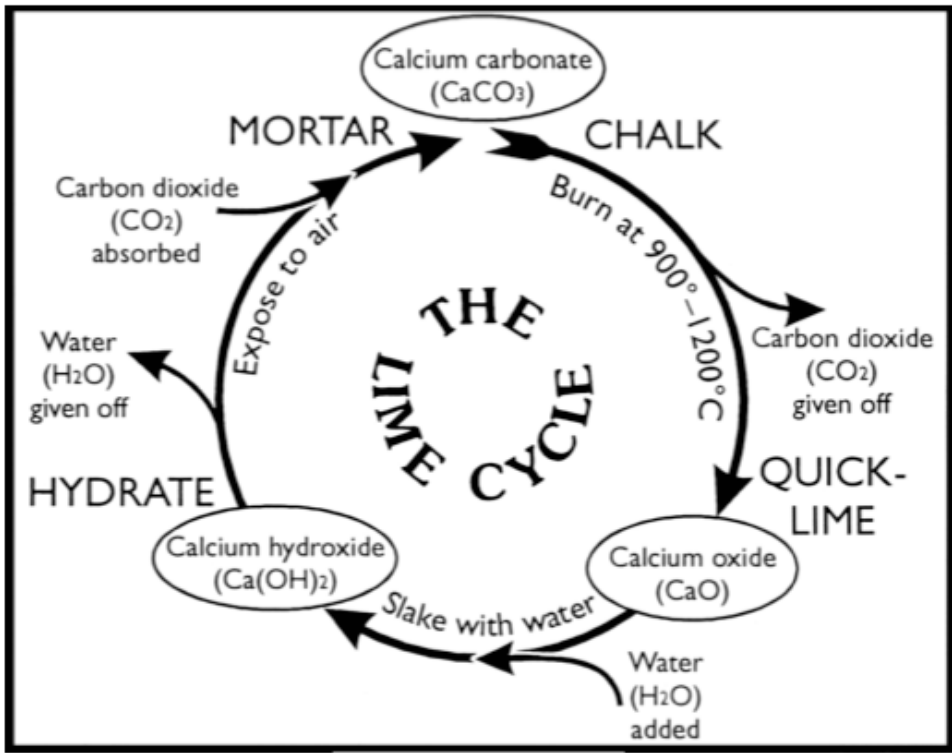 Calcium carbonate
(CaCO3)
MORTAR
CHALK
Carbon dioxide
(CO2)
absorbed
Expose to air
Burn at 900°–1200°C
THE
LIME CYCLE
Water
(H2O)
given off
Carbon dioxide
(CO2)
given off
HYDRATE
QUICK-
LIME
Calcium hydroxide
(Ca(OH)2)
Calcium oxide
(CaO)
Slake with water
Water
(H2O)
added